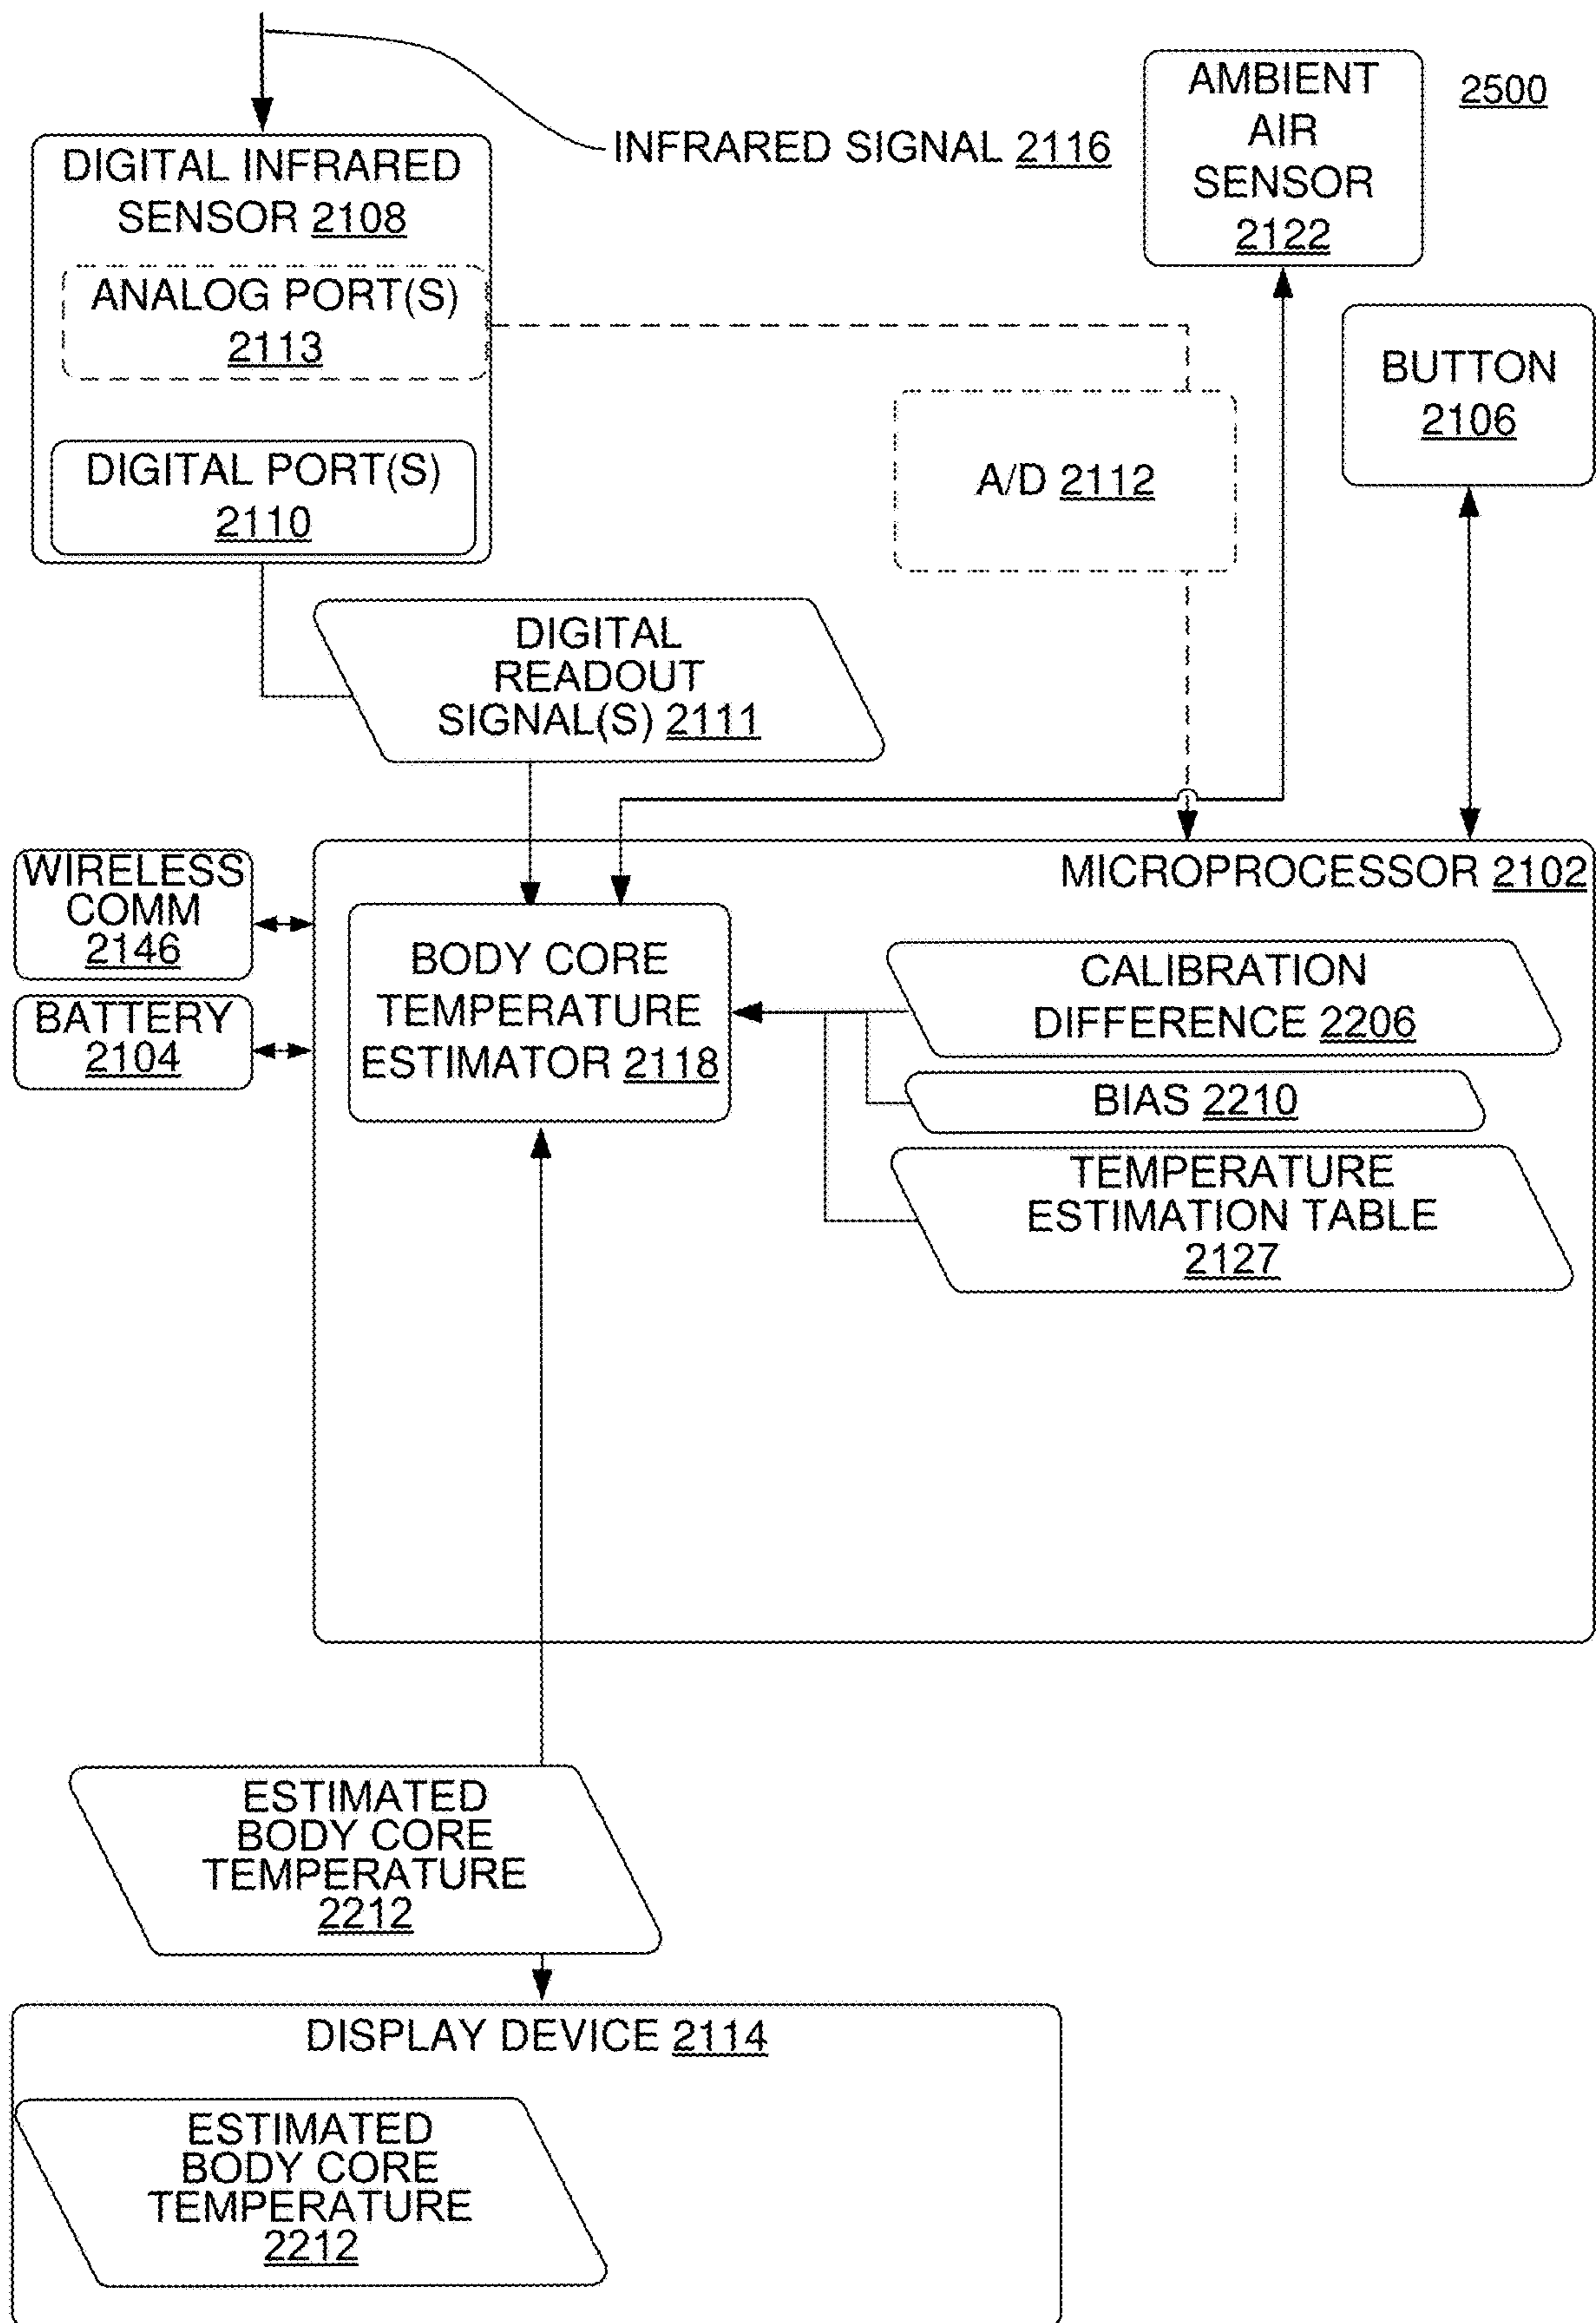 INFRARED SIGNAL 2116
AMBIENT
AIR
SENSOR
2122
2500
DIGITAL INFRARED
SENSOR 2108
ANALOG PORT(S)
2113
DIGITAL PORT(S)
2110
A/D 2112
BUTTON
2106
DIGITAL
READOUT
SIGNAL(S) 2111
MICROPROCESSOR 2102
WIRELESS
COMM
2146
BATTERY
2104
BODY CORE
TEMPERATURE
ESTIMATOR 2118
CALIBRATION
DIFFERENCE 2206
BIAS 2210
TEMPERATURE
ESTIMATION TABLE
2127
ESTIMATED
BODY CORE
TEMPERATURE
2212
DISPLAY DEVICE 2114
ESTIMATED
BODY CORE
TEMPERATURE
2212